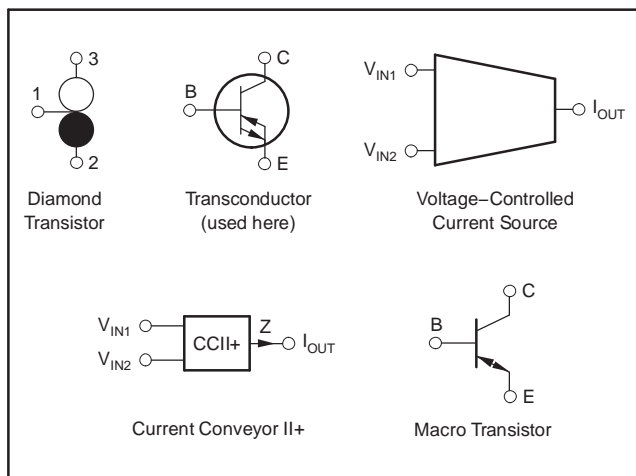 3
1
2
Diamond
Transistor
C
B
E
Transconductor
(used here)
V_IN1
V_IN2
I_OUT
Voltage−Controlled
Current Source
V_IN1
V_IN2
CCII+
Z
I_OUT
Current Conveyor II+
C
B
E
Macro Transistor